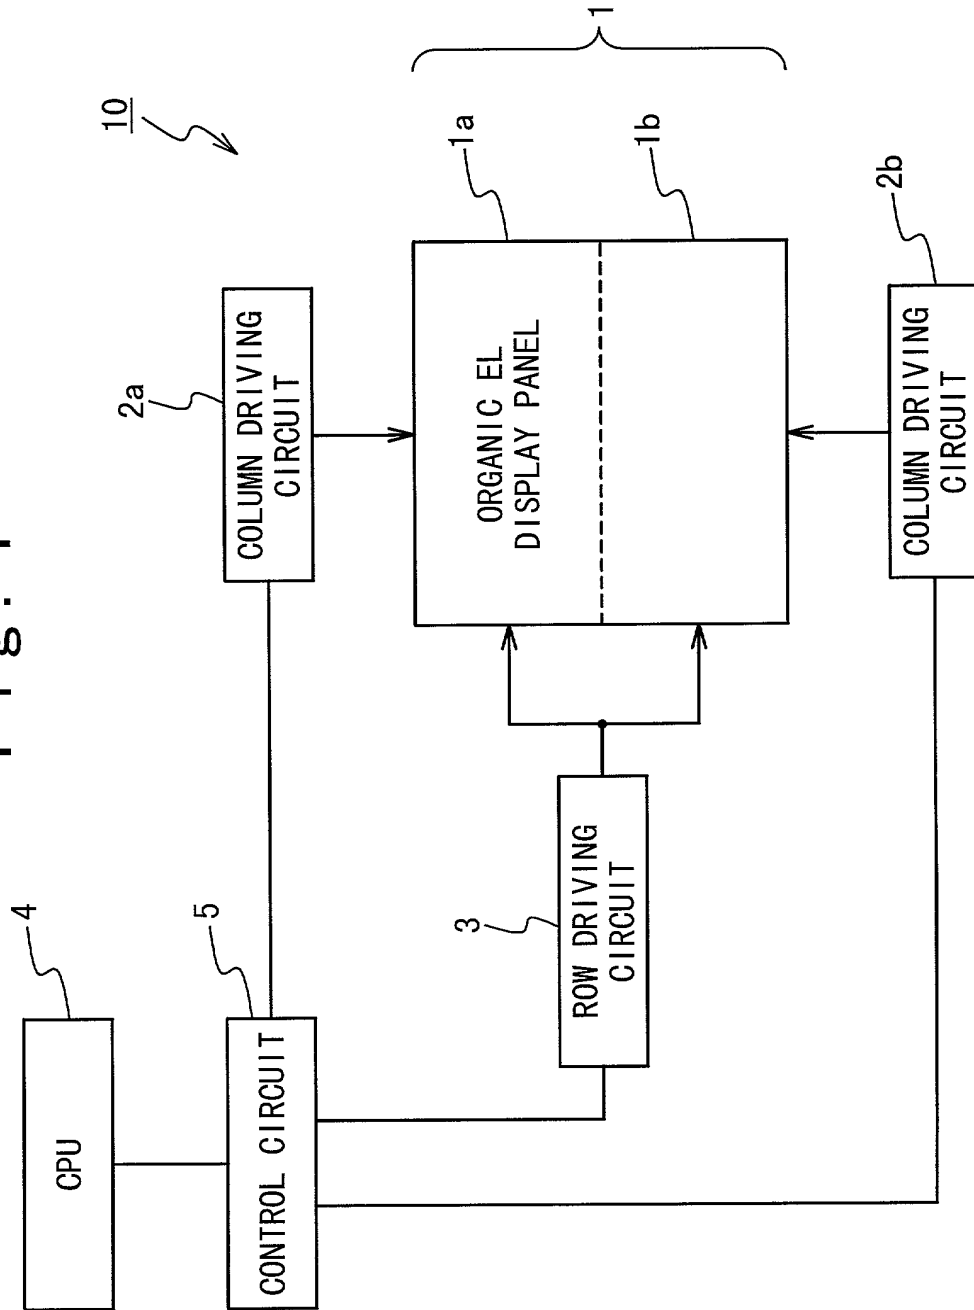 10
4
CPU
2a
5
CONTROL CIRCUIT
COLUMN DRIVING
CIRCUIT
1a
1
ORGANIC EL
DISPLAY PANEL
3
ROW DRIVING
CIRCUIT
1b
2b
COLUMN DRIVING
CIRCUIT